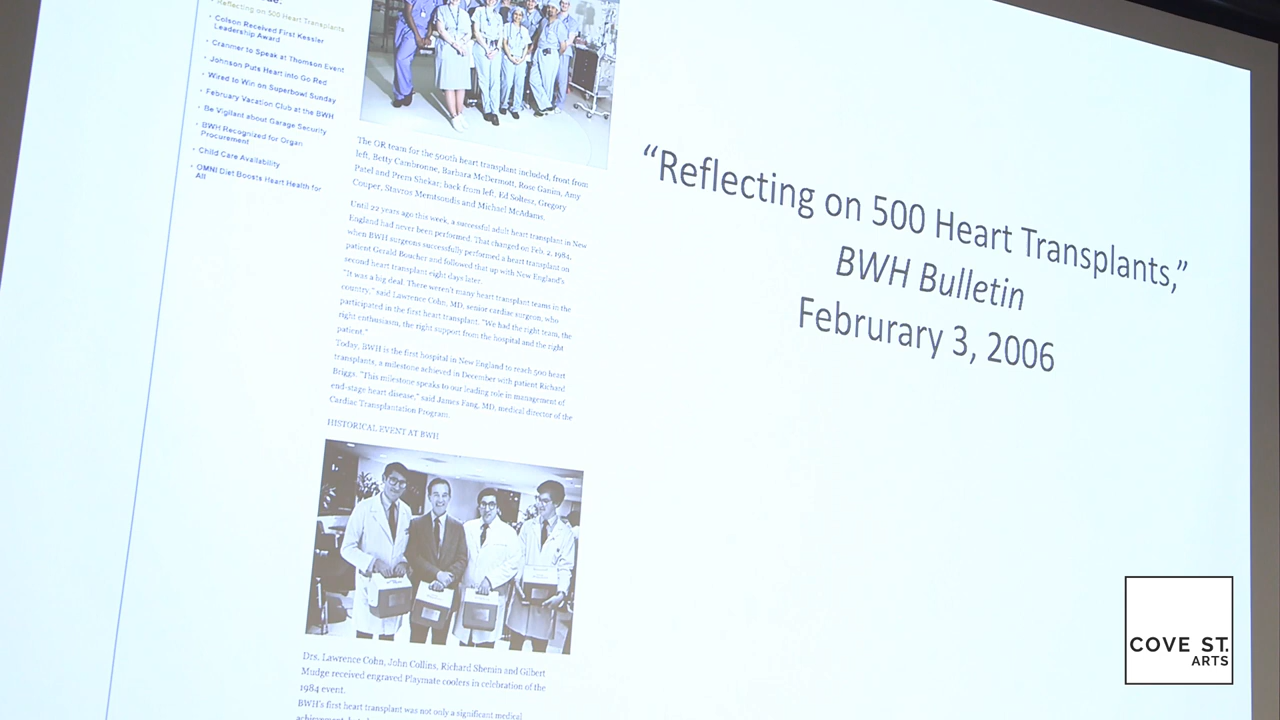 Reflecting on 500 Heart Transplants
Colson Received First Kessler
Leadership Award
Cranmer to Speak at Thomson Event
Johnson Puts Heart into Go Red
Wired to Win on Superbowl Sunday
February Vacation Club at the BWH
Be Vigilant about Garage Security
BWH Recognized for Organ
Procurement
Child Care Availability
OMNI Diet Boosts Heart Health for
All
The OR team for the 500th heart transplant included, front from
left, Betty Cambronne, Barbara McDermott, Rose Ganim, Amy
Patel and Prem Shekar; back from left, Ed Soltesz, Gregory
Couper, Stavros Memtsoudis and Michael McAdams.
Until 22 years ago this week, a successful adult heart transplant in New
England had never been performed. That changed on Feb. 2, 1984,
when BWH surgeons successfully performed a heart transplant on
patient Gerald Boucher and followed that up with New England's
second heart transplant eight days later.
"It was a big deal. There weren't many heart transplant teams in the
country," said Lawrence Cohn, MD, senior cardiac surgeon, who
participated in the first heart transplant. "We had the right team, the
right enthusiasm, the right support from the hospital and the right
patient."
Today, BWH is the first hospital in New England to reach 500 heart
transplants, a milestone achieved in December with patient Richard
Briggs. "This milestone speaks to our leading role in management of
end-stage heart disease," said James Fang, MD, medical director of the
Cardiac Transplantation Program.
HISTORICAL EVENT AT BWH
Drs. Lawrence Cohn, John Collins, Richard Shemin and Gilbert
Mudge received engraved Playmate coolers in celebration of the
1984 event.
BWH's first heart transplant was not only a significant medical
“Reflecting on 500 Heart Transplants,”
BWH Bulletin
Februrary 3, 2006
COVE ST.
ARTS